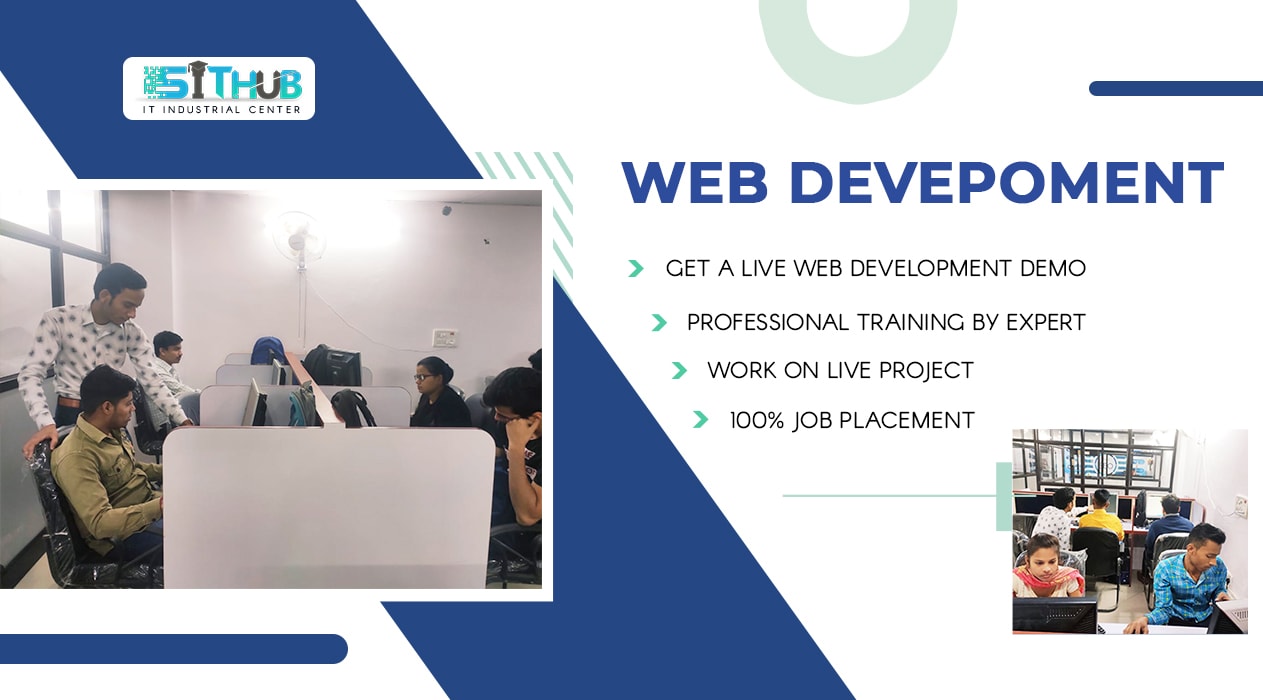 SITHUB
IT INDUSTRIAL CENTER
WEB DEVEPOMENT
GET A LIVE WEB DEVELOPMENT DEMO
PROFESSIONAL TRAINING BY EXPERT
WORK ON LIVE PROJECT
100% JOB PLACEMENT